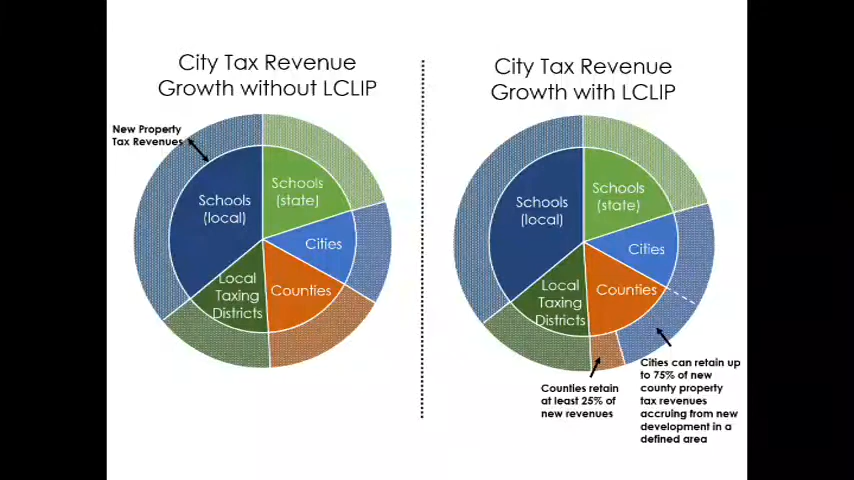 City Tax Revenue
Growth without LCLIP
New Property
Tax Revenues
Schools
(local)
Schools
(state)
Cities
Counties
Local
Taxing
Districts
City Tax Revenue
Growth with LCLIP
Schools
(local)
Schools
(state)
Cities
Counties
Local
Taxing
Districts
Counties retain
at least 25% of
new revenues
Cities can retain up
to 75% of new
county property
tax revenues
accruing from new
development in a
defined area